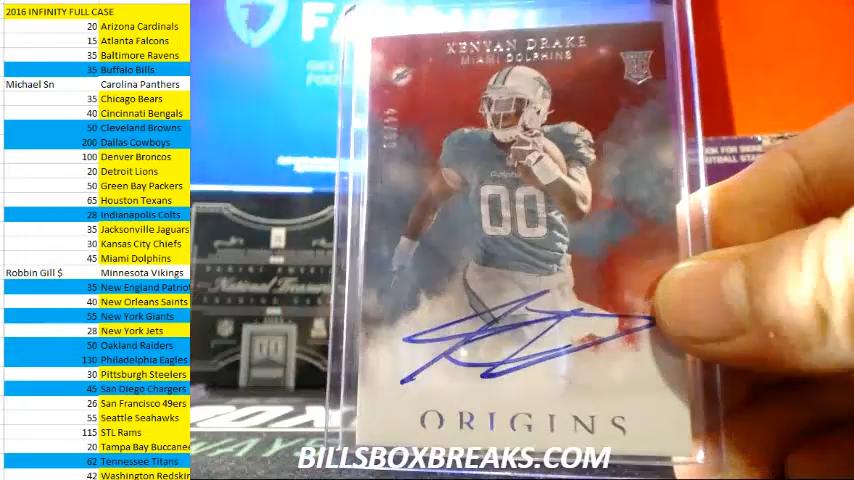 2016 INFINITY FULL CASE
20 Arizona Cardinals
15 Atlanta Falcons
35 Baltimore Ravens
35 Buffalo Bills
Michael Sn Carolina Panthers
35 Chicago Bears
40 Cincinnati Bengals
50 Cleveland Browns
200 Dallas Cowboys
100 Denver Broncos
20 Detroit Lions
50 Green Bay Packers
65 Houston Texans
28 Indianapolis Colts
35 Jacksonville Jaguars
30 Kansas City Chiefs
45 Miami Dolphins
Robbin Gill $ Minnesota Vikings
35 New England Patrio
40 New Orleans Saints
55 New York Giants
28 New York Jets
50 Oakland Raiders
130 Philadelphia Eagles
30 Pittsburgh Steelers
45 San Diego Chargers
26 San Francisco 49ers
55 Seattle Seahawks
115 STL Rams
20 Tampa Bay Buccanee
62 Tennessee Titans
42 Washington Redskin
KENYAN DRAKE
MIAMI DOLPHINS
00
ORIGINS
BILLSBOXBREAKS.COM